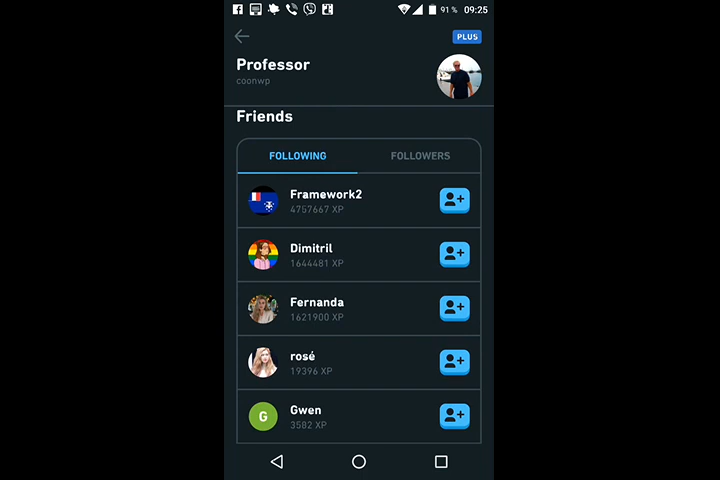 91 % 09:25
PLUS
Professor
coonwp
Friends
FOLLOWING FOLLOWERS
Framework2
4757667 XP
Dimitril
1644481 XP
Fernanda
1621900 XP
rosé
19396 XP
G
Gwen
3582 XP